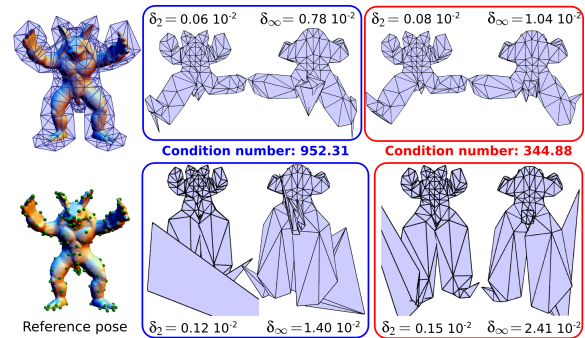 δ₂ = 0.06 10⁻² δ∞ = 0.78 10⁻² δ₂ = 0.08 10⁻² δ∞ = 1.04 10⁻²
Condition number: 952.31 Condition number: 344.88
Reference pose δ₂ = 0.12 10⁻² δ∞ = 1.40 10⁻² δ₂ = 0.15 10⁻² δ∞ = 2.41 10⁻²